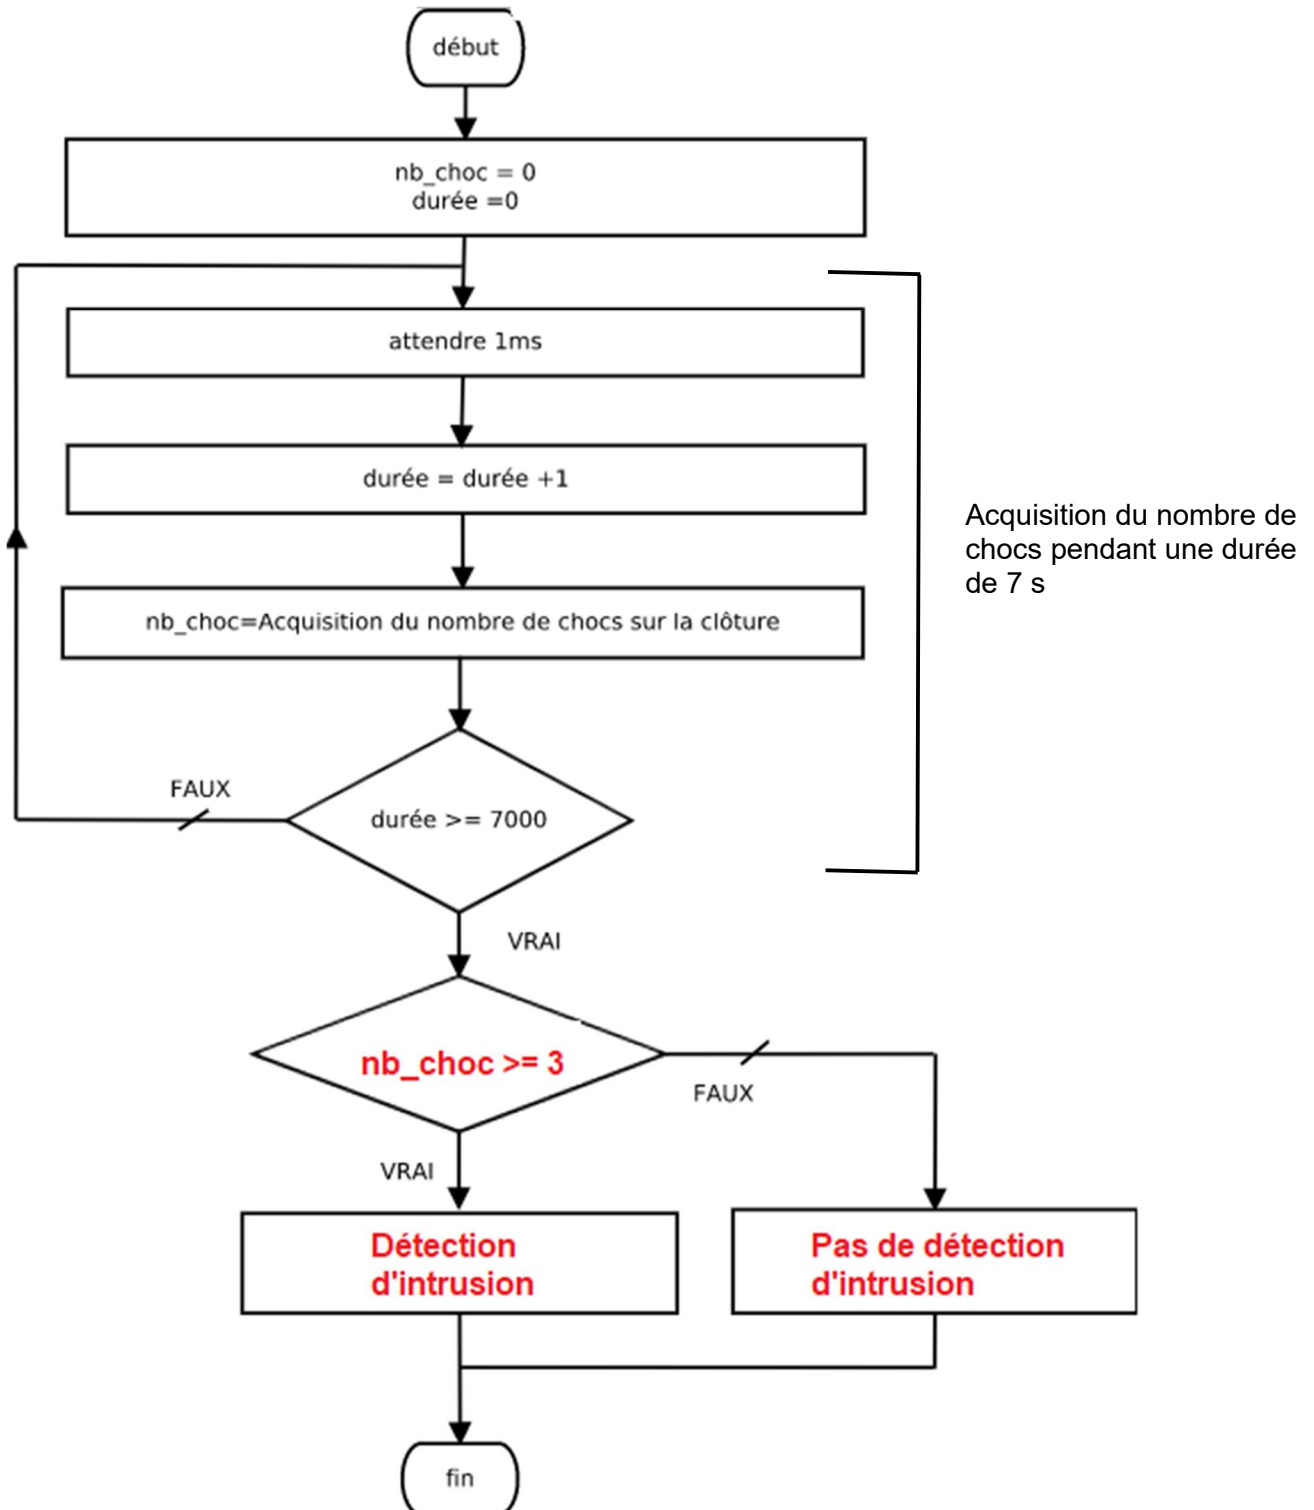 début
nb_choc = 0
durée =0
attendre 1ms
durée = durée +1
Acquisition du nombre de
chocs pendant une durée
de 7 s
nb_choc=Acquisition du nombre de chocs sur la clôture
FAUX
durée >= 7000
VRAI
nb_choc >= 3
FAUX
VRAI
Détection
d'intrusion
Pas de détection
d'intrusion
fin